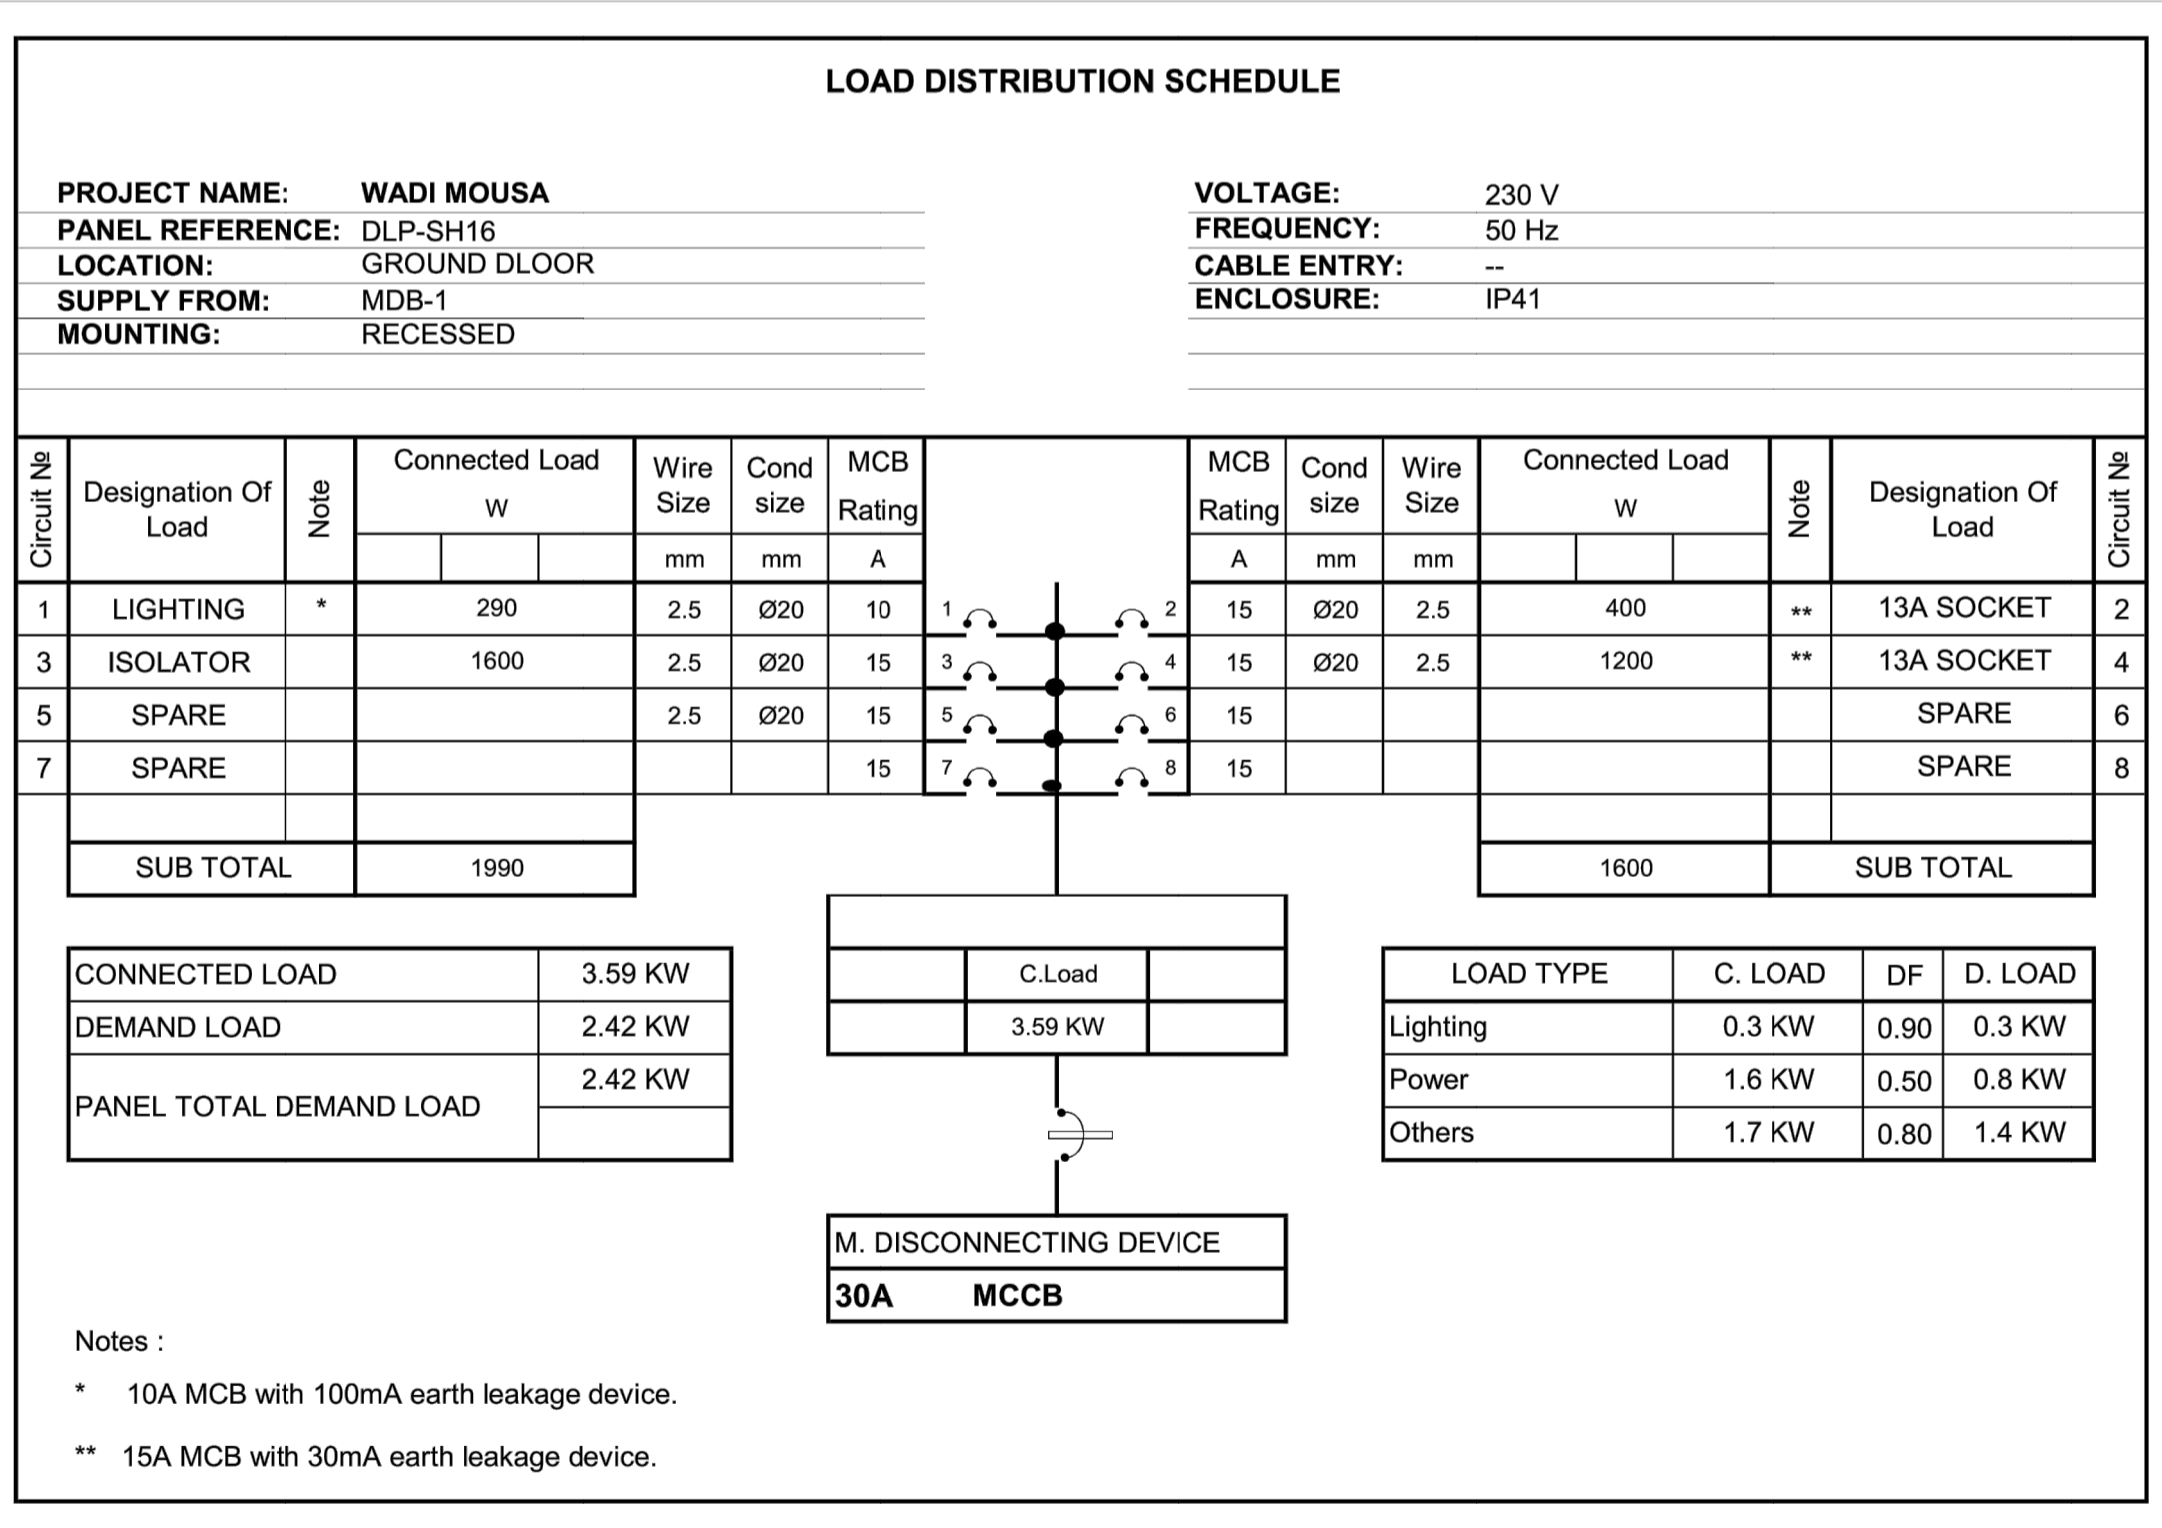 LOAD DISTRIBUTION SCHEDULE
PROJECT NAME: WADI MOUSA
PANEL REFERENCE: DLP-SH16
LOCATION: GROUND DLOOR
SUPPLY FROM: MDB-1
MOUNTING: RECESSED
VOLTAGE: 230 V
FREQUENCY: 50 Hz
CABLE ENTRY: --
ENCLOSURE: IP41
Circuit № Designation Of Load Note Connected Load W Wire Size mm Cond size mm MCB Rating A MCB Rating A Cond size mm Wire Size mm Connected Load W Note Designation Of Load Circuit №
1 LIGHTING * 290 2.5 Ø20 10 1 2 15 Ø20 2.5 400 ** 13A SOCKET 2
3 ISOLATOR 1600 2.5 Ø20 15 3 4 15 Ø20 2.5 1200 ** 13A SOCKET 4
5 SPARE 2.5 Ø20 15 5 6 15 SPARE 6
7 SPARE 15 7 8 15 SPARE 8
SUB TOTAL 1990 1600 SUB TOTAL
CONNECTED LOAD 3.59 KW
DEMAND LOAD 2.42 KW
PANEL TOTAL DEMAND LOAD 2.42 KW
C.Load
3.59 KW
LOAD TYPE C. LOAD DF D. LOAD
Lighting 0.3 KW 0.90 0.3 KW
Power 1.6 KW 0.50 0.8 KW
Others 1.7 KW 0.80 1.4 KW
M. DISCONNECTING DEVICE
30A MCCB
Notes :
* 10A MCB with 100mA earth leakage device.
** 15A MCB with 30mA earth leakage device.